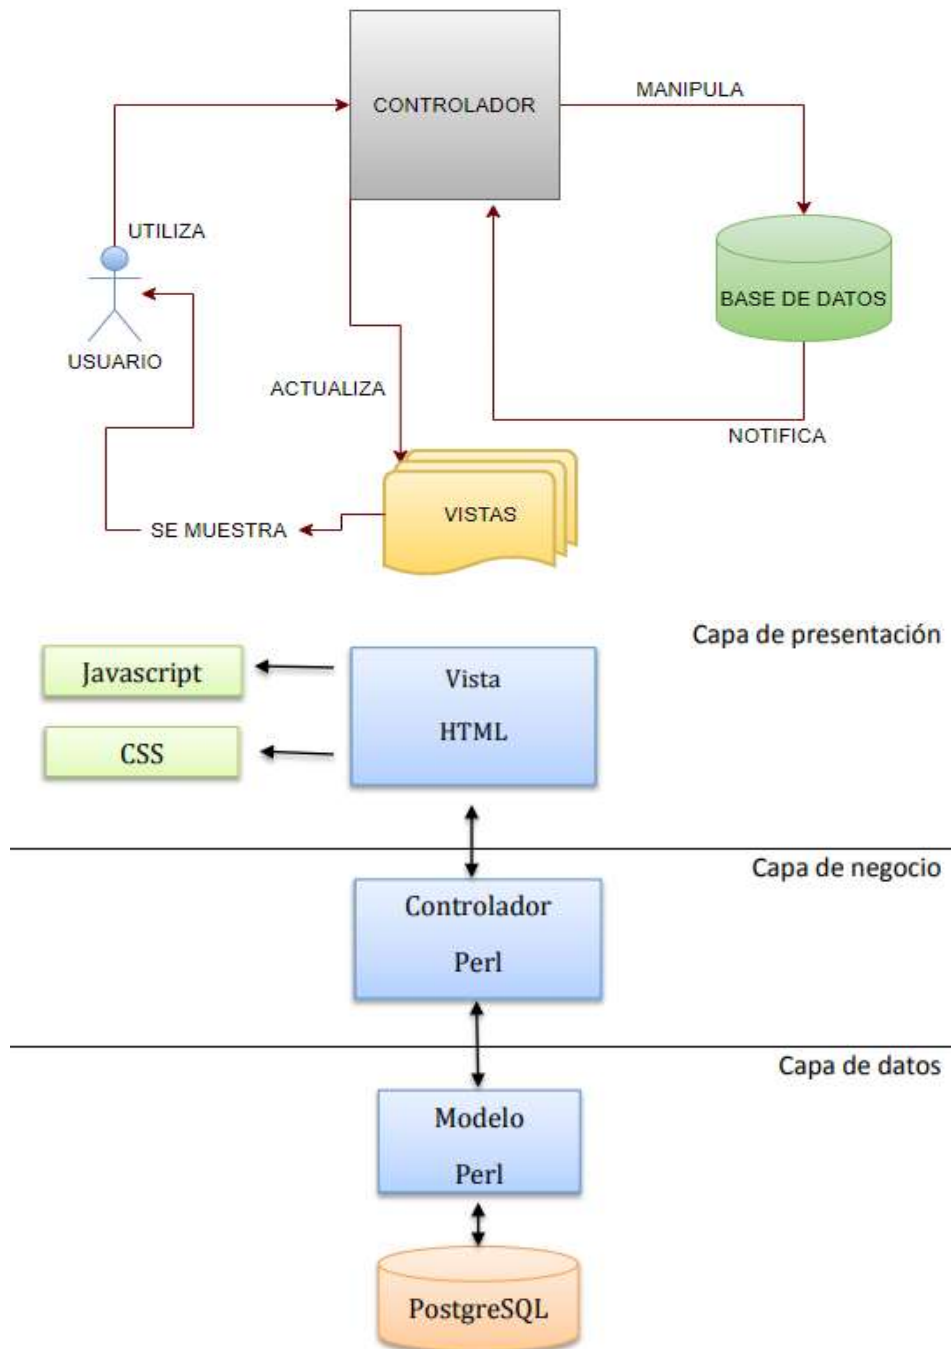 CONTROLADOR
MANIPULA
UTILIZA
BASE DE DATOS
USUARIO
ACTUALIZA
NOTIFICA
VISTAS
SE MUESTRA
Capa de presentación
Javascript
Vista
HTML
CSS
Capa de negocio
Controlador
Perl
Capa de datos
Modelo
Perl
PostgreSQL